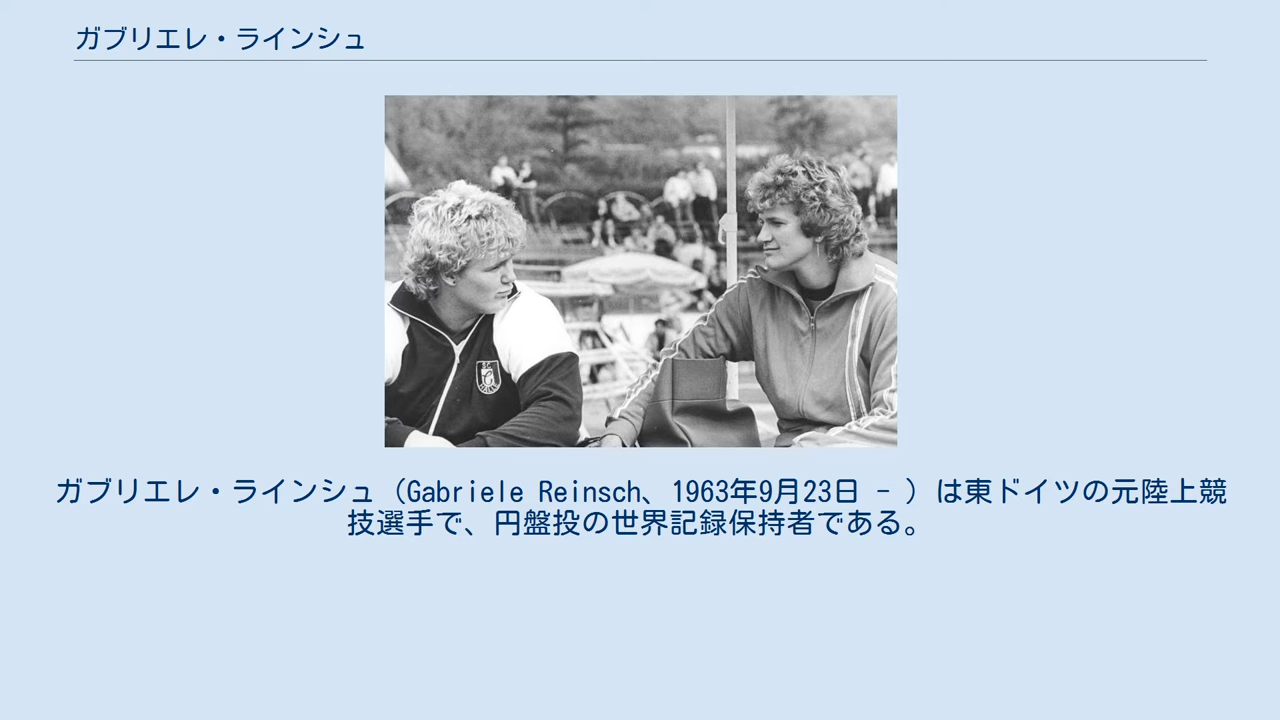 ガブリエレ・ラインシュ
ガブリエレ・ラインシュ（Gabriele Reinsch、1963年9月23日 - ）は東ドイツの元陸上競
技選手で、円盤投の世界記録保持者である。